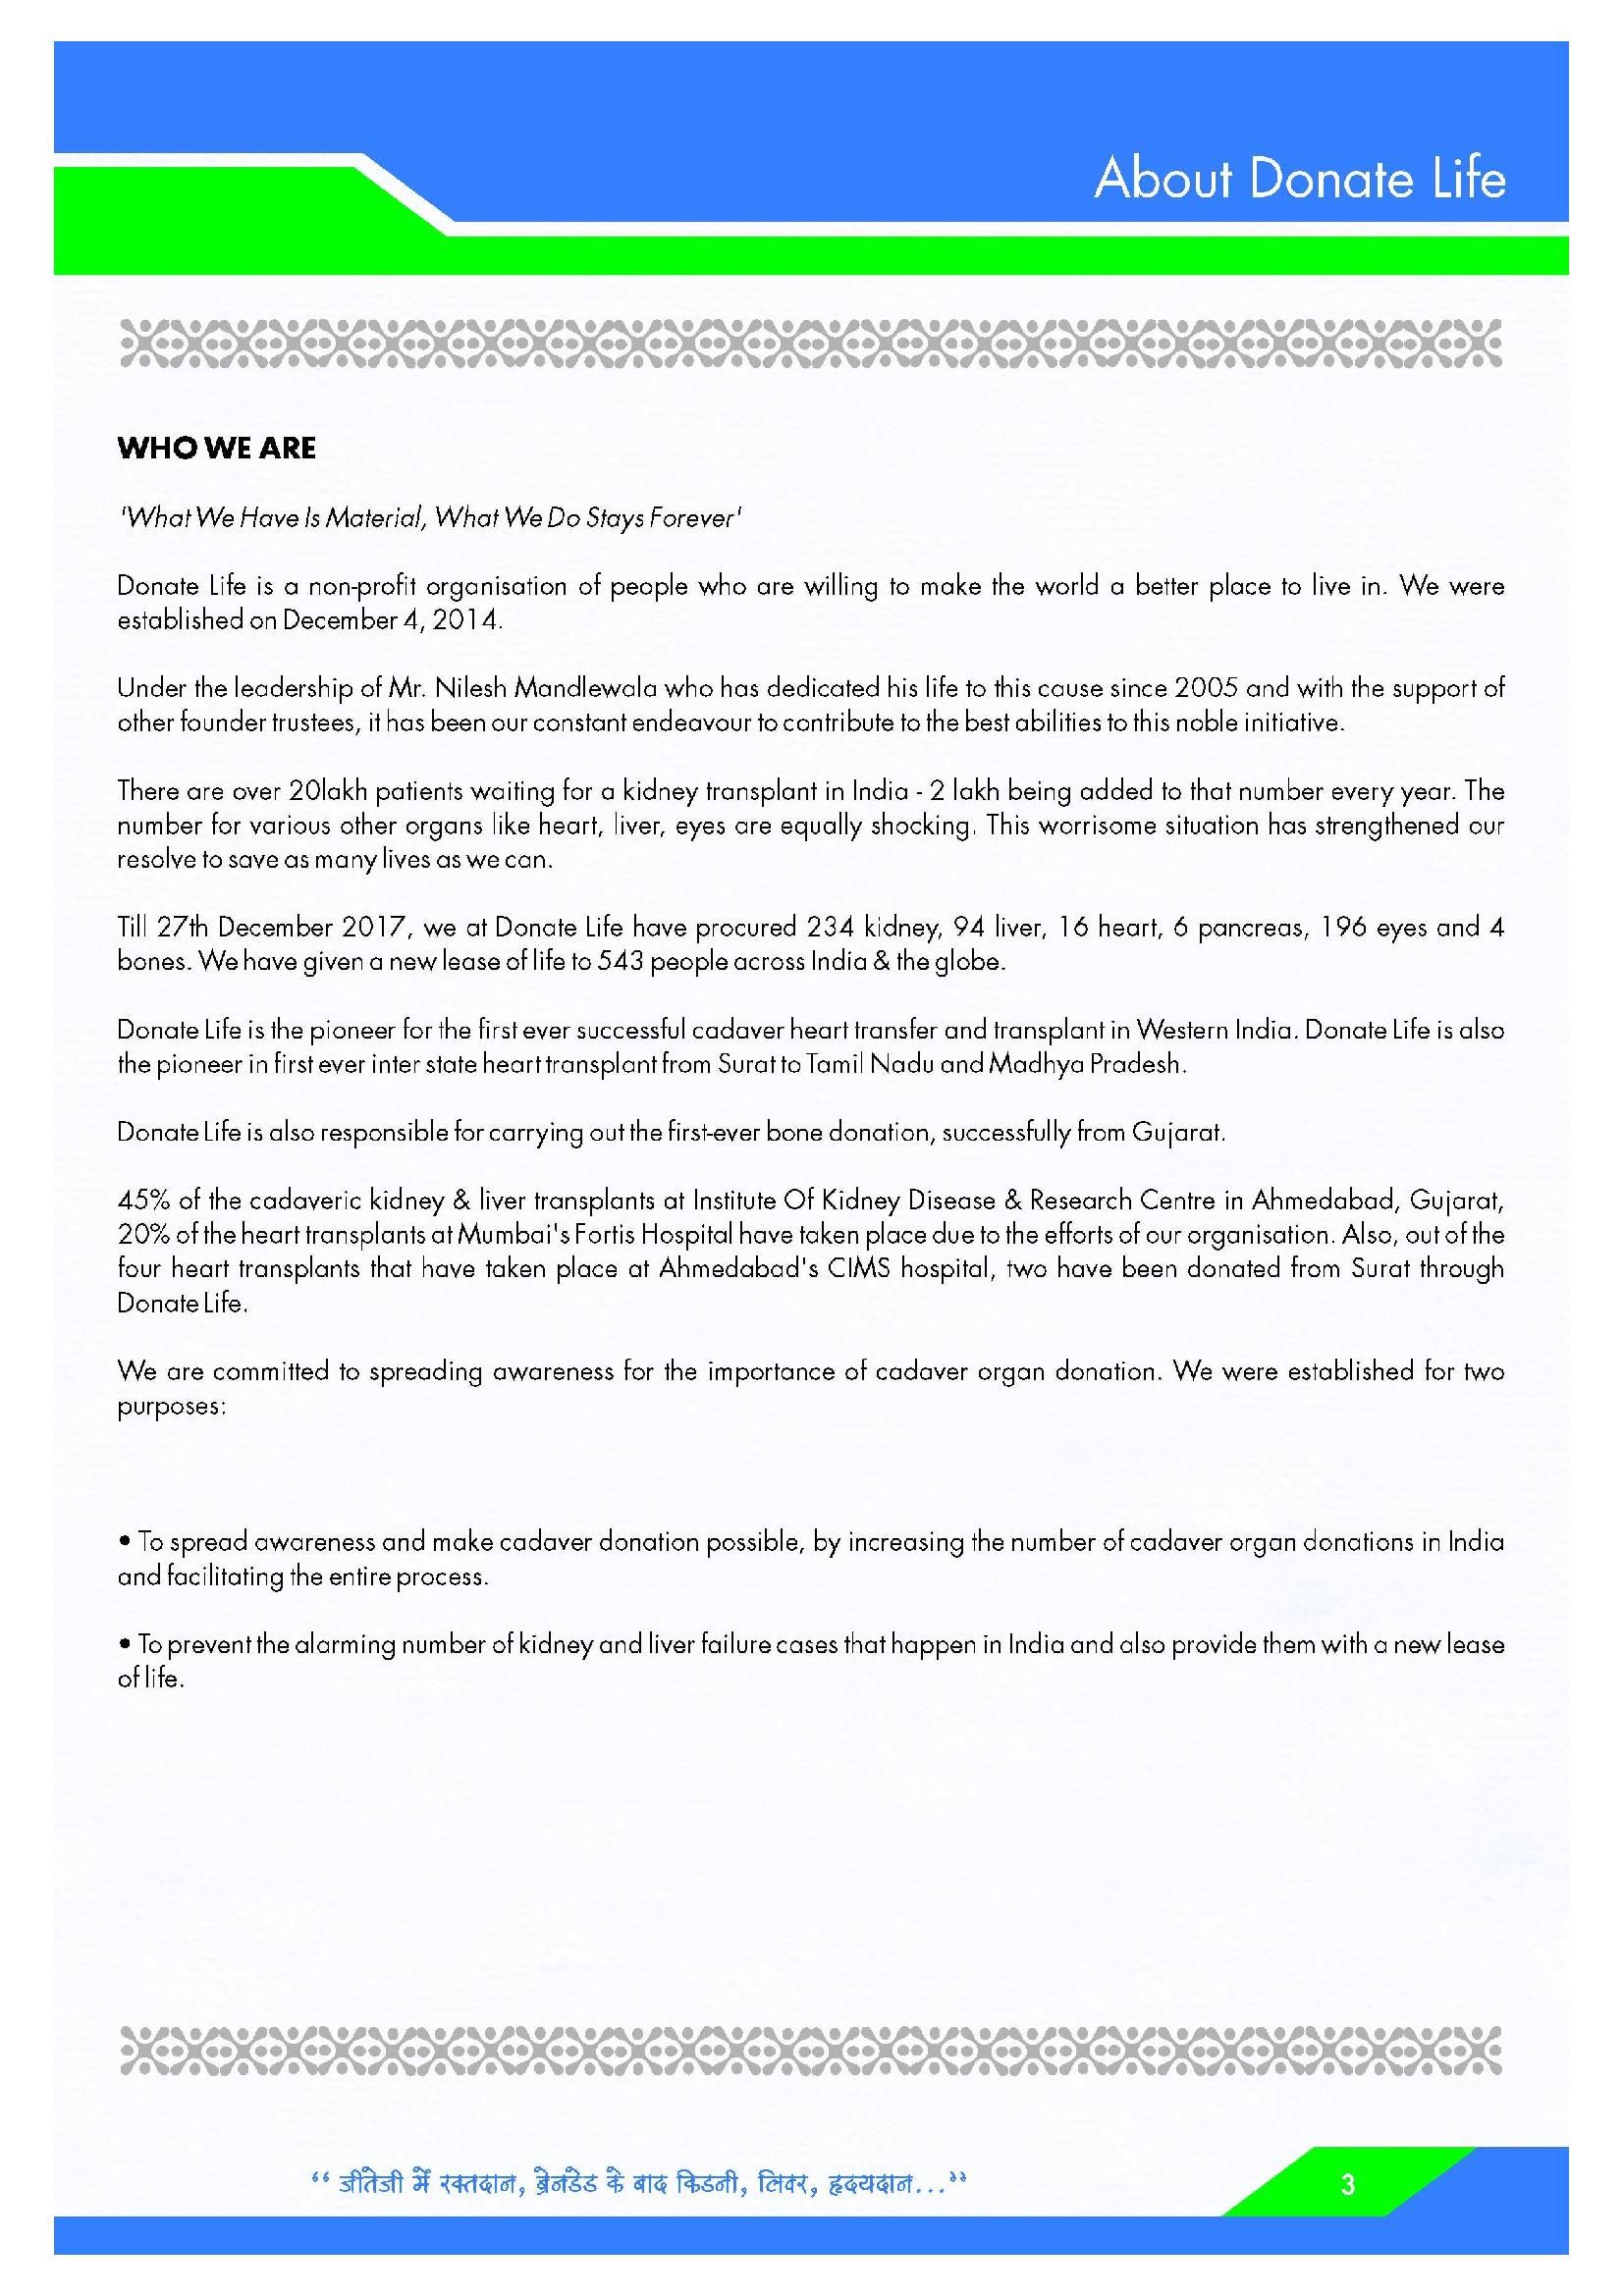 About Donate Life
WHO WE ARE
'What We Have Is Material, What We Do Stays Forever'
Donate Life is a non-profit organisation of people who are willing to make the world a better place to live in. We were
established on December 4, 2014.
Under the leadership of Mr. Nilesh Mandlewala who has dedicated his life to this cause since 2005 and with the support of
other founder trustees, it has been our constant endeavour to contribute to the best abilities to this noble initiative.
There are over 20lakh patients waiting for a kidney transplant in India - 2 lakh being added to that number every year. The
number for various other organs like heart, liver, eyes are equally shocking. This worrisome situation has strengthened our
resolve to save as many lives as we can.
Till 27th December 2017, we at Donate Life have procured 234 kidney, 94 liver, 16 heart, 6 pancreas, 196 eyes and 4
bones. We have given a new lease of life to 543 people across India & the globe.
Donate Life is the pioneer for the first ever successful cadaver heart transfer and transplant in Western India. Donate Life is also
the pioneer in first ever inter state heart transplant from Surat to Tamil Nadu and Madhya Pradesh.
Donate Life is also responsible for carrying out the first-ever bone donation, successfully from Gujarat.
45% of the cadaveric kidney & liver transplants at Institute Of Kidney Disease & Research Centre in Ahmedabad, Gujarat,
20% of the heart transplants at Mumbai's Fortis Hospital have taken place due to the efforts of our organisation. Also, out of the
four heart transplants that have taken place at Ahmedabad's CIMS hospital, two have been donated from Surat through
Donate Life.
We are committed to spreading awareness for the importance of cadaver organ donation. We were established for two
purposes:
• To spread awareness and make cadaver donation possible, by increasing the number of cadaver organ donations in India
and facilitating the entire process.
• To prevent the alarming number of kidney and liver failure cases that happen in India and also provide them with a new lease
of life.
“ जीतेजी में रक्तदान, ब्रेनडेड के बाद किडनी, लिवर, हृदयदान...”
3